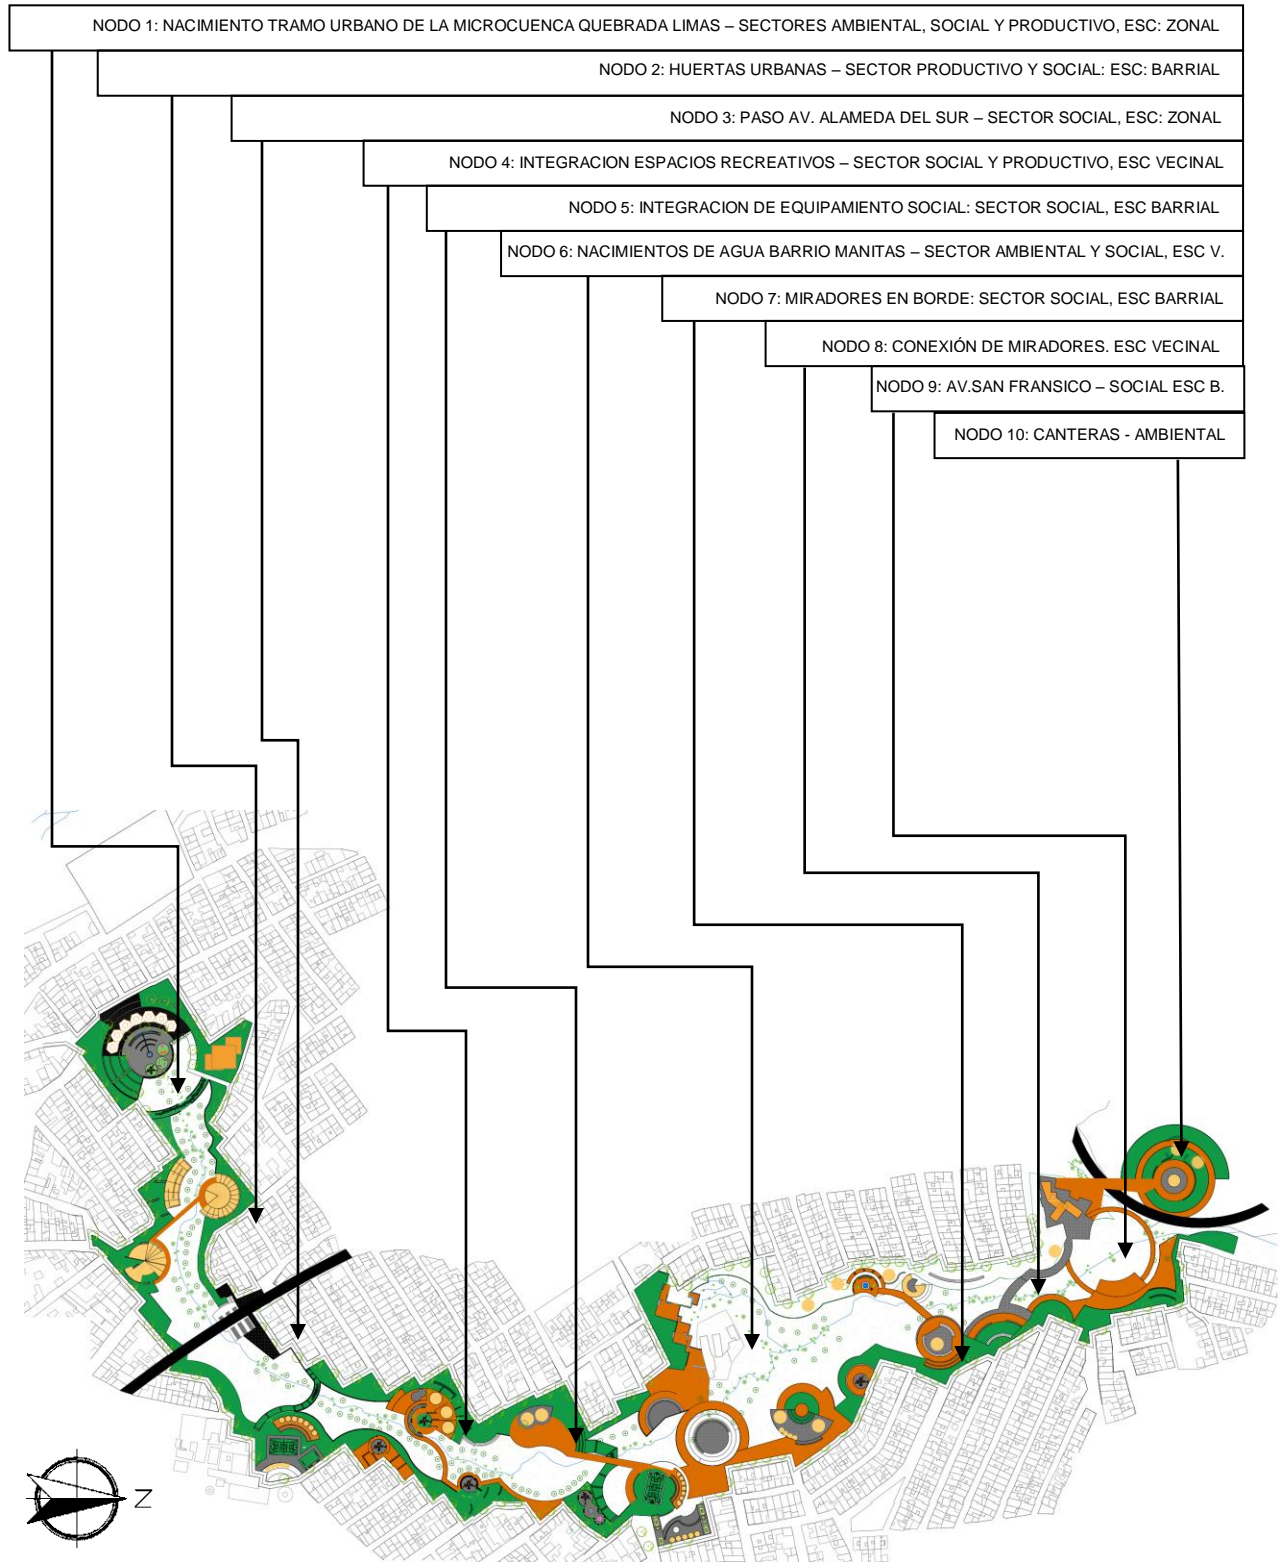 NODO 1: NACIMIENTO TRAMO URBANO DE LA MICROCUENCA QUEBRADA LIMAS – SECTORES AMBIENTAL, SOCIAL Y PRODUCTIVO, ESC: ZONAL
NODO 2: HUERTAS URBANAS – SECTOR PRODUCTIVO Y SOCIAL: ESC: BARRIAL
NODO 3: PASO AV. ALAMEDA DEL SUR – SECTOR SOCIAL, ESC: ZONAL
NODO 4: INTEGRACION ESPACIOS RECREATIVOS – SECTOR SOCIAL Y PRODUCTIVO, ESC VECINAL
NODO 5: INTEGRACION DE EQUIPAMIENTO SOCIAL: SECTOR SOCIAL, ESC BARRIAL
NODO 6: NACIMIENTOS DE AGUA BARRIO MANITAS – SECTOR AMBIENTAL Y SOCIAL, ESC V.
NODO 7: MIRADORES EN BORDE: SECTOR SOCIAL, ESC BARRIAL
NODO 8: CONEXIÓN DE MIRADORES. ESC VECINAL
NODO 9: AV.SAN FRANSICO – SOCIAL ESC B.
NODO 10: CANTERAS - AMBIENTAL
N